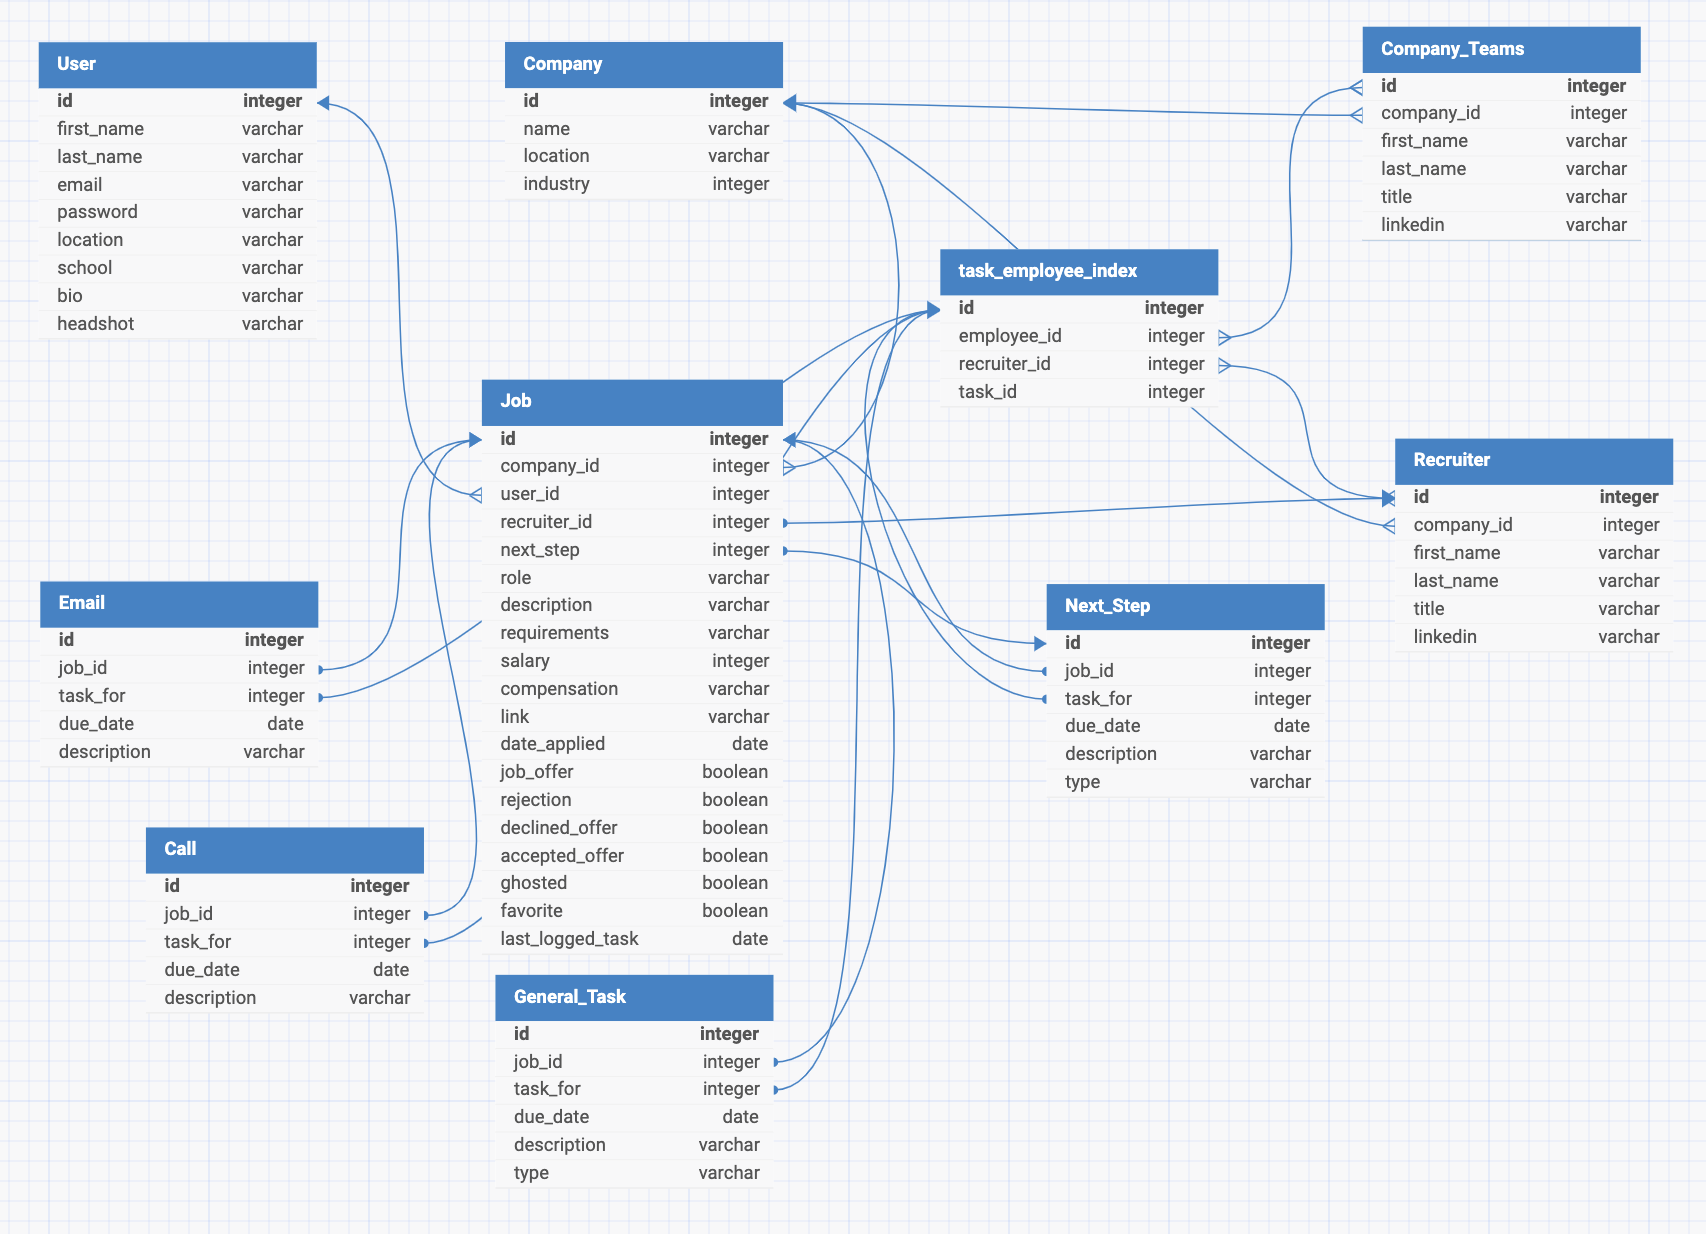 User
id integer
first_name varchar
last_name varchar
email varchar
password varchar
location varchar
school varchar
bio varchar
headshot varchar
Company
id integer
name varchar
location varchar
industry integer
Company_Teams
id integer
company_id integer
first_name varchar
last_name varchar
title varchar
linkedin varchar
task_employee_index
id integer
employee_id integer
recruiter_id integer
task_id integer
Job
id integer
company_id integer
user_id integer
recruiter_id integer
next_step integer
role varchar
description varchar
requirements varchar
salary integer
compensation varchar
link varchar
date_applied date
job_offer boolean
rejection boolean
declined_offer boolean
accepted_offer boolean
ghosted boolean
favorite boolean
last_logged_task date
Recruiter
id integer
company_id integer
first_name varchar
last_name varchar
title varchar
linkedin varchar
Email
id integer
job_id integer
task_for integer
due_date date
description varchar
Next_Step
id integer
job_id integer
task_for integer
due_date date
description varchar
type varchar
Call
id integer
job_id integer
task_for integer
due_date date
description varchar
General_Task
id integer
job_id integer
task_for integer
due_date date
description varchar
type varchar